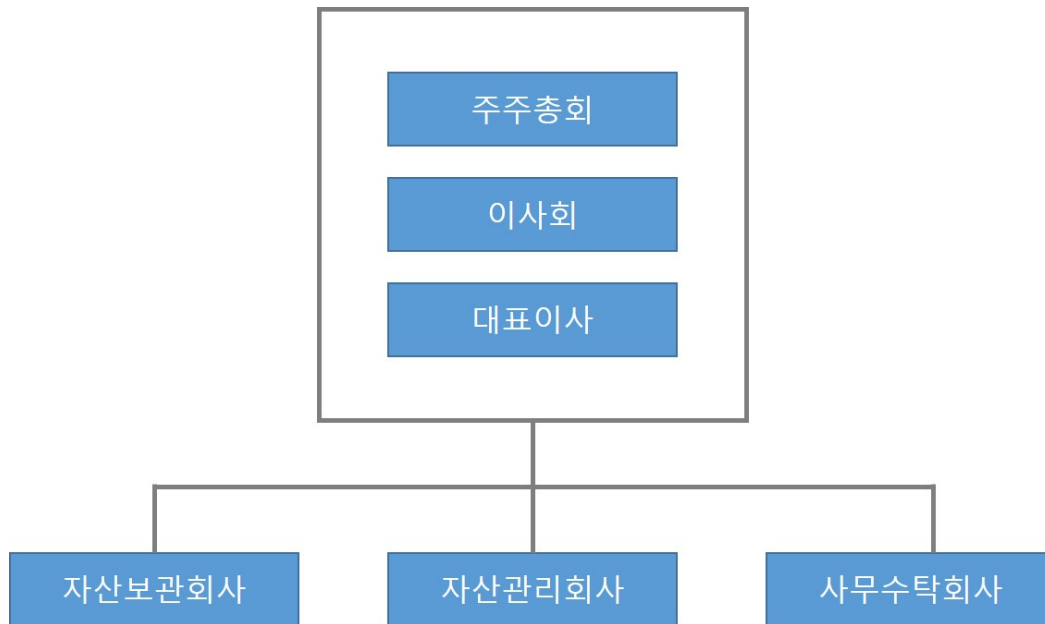 주주총회
이사회
대표이사
자산보관회사
자산관리회사
사무수탁회사